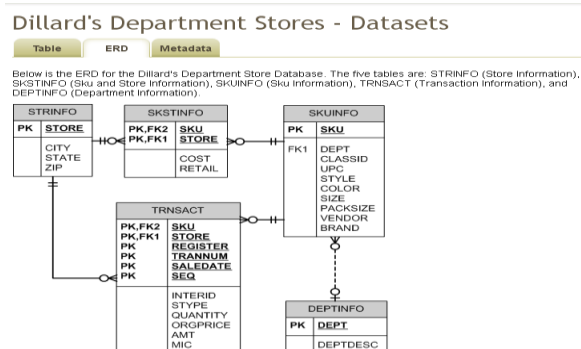 Dillard's Department Stores - Datasets
Table ERD Metadata
Below is the ERD for the Dillard's Department Store Database. The five tables are: STRINFO (Store Information),
SKSTINFO (Sku and Store Information), SKUINFO (Sku Information), TRNSACT (Transaction Information), and
DEPTINFO (Department Information).
STRINFO
PK STORE
CITY
STATE
ZIP
SKSTINFO
PK,FK2 SKU
PK,FK1 STORE
COST
RETAIL
SKUINFO
PK SKU
FK1 DEPT
CLASSID
UPC
STYLE
COLOR
SIZE
PACKSIZE
VENDOR
BRAND
TRNSACT
PK,FK2 SKU
PK,FK1 STORE
PK REGISTER
PK TRANNUM
PK SALEDATE
PK SEQ
INTERID
STYPE
QUANTITY
ORGPRICE
AMT
MIC
DEPTINFO
PK DEPT
DEPTDESC